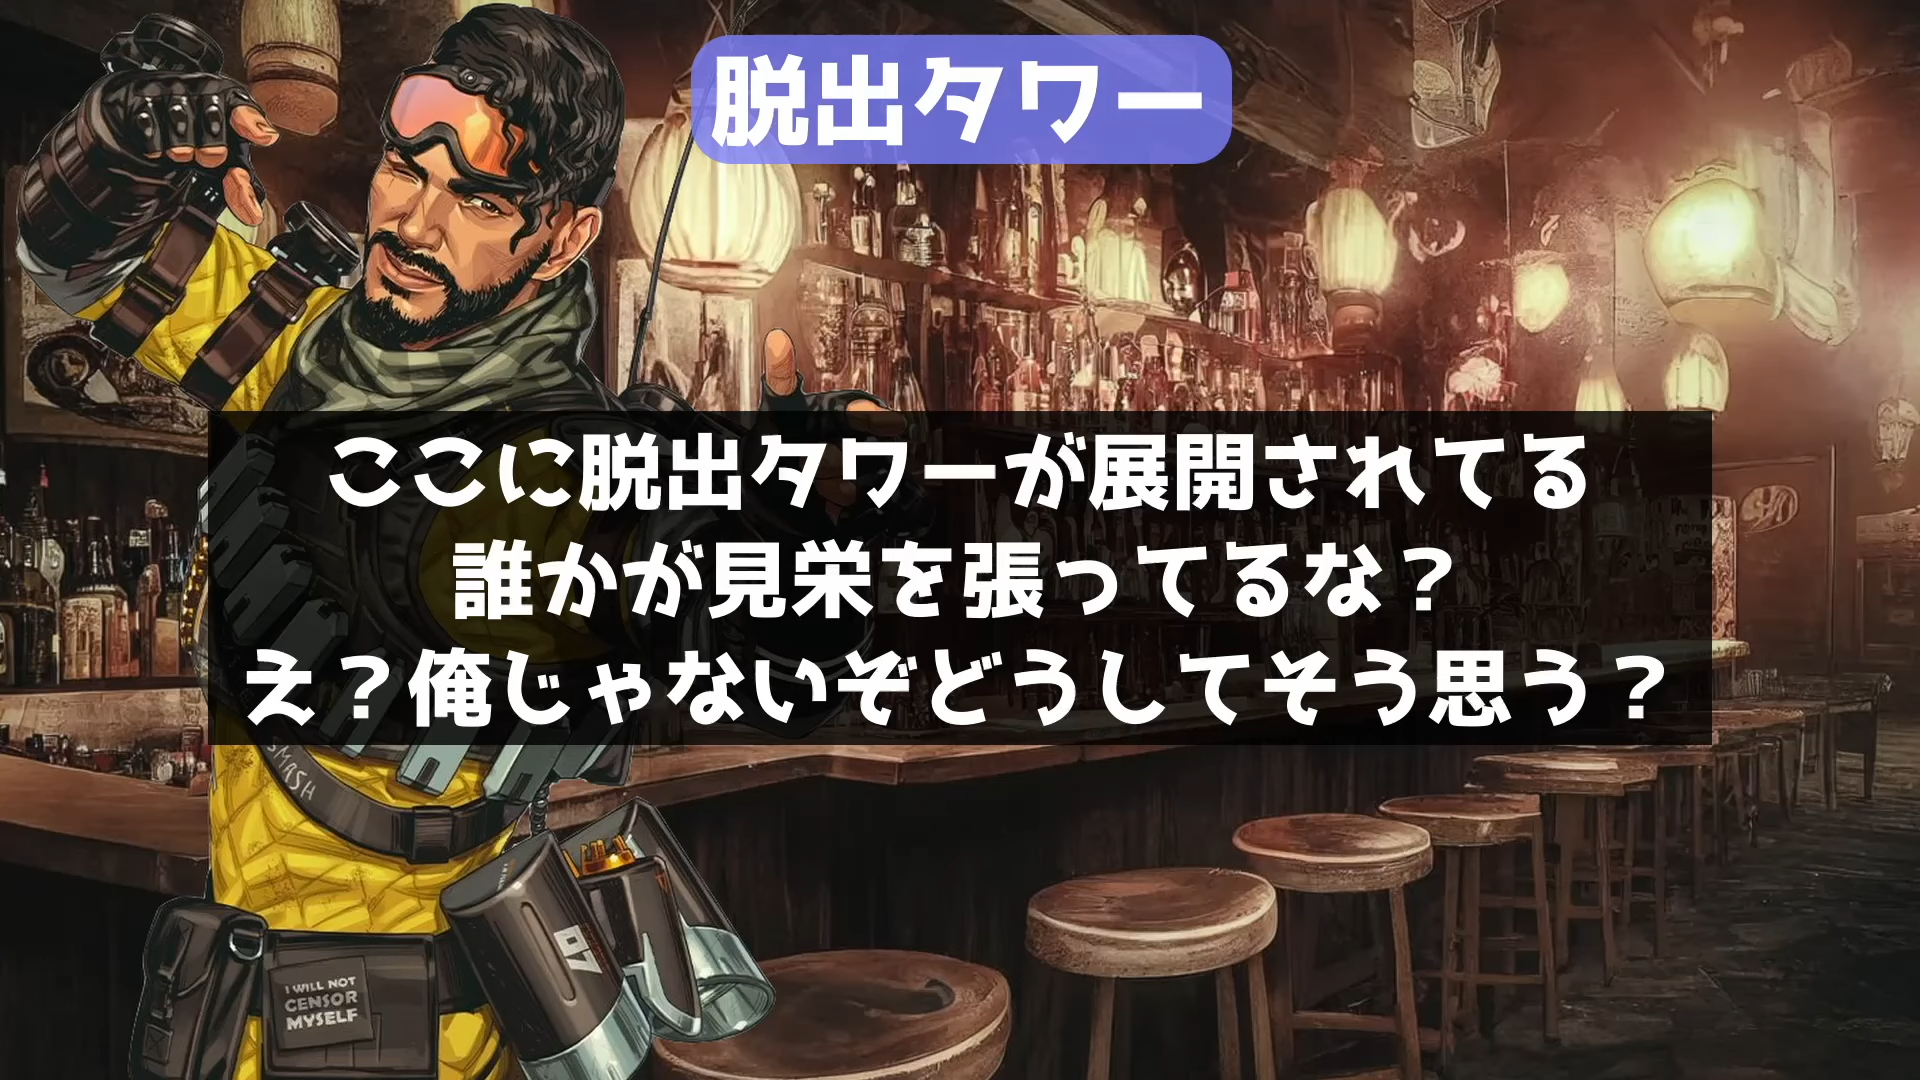 脱出タワー
ここに脱出タワーが展開されてる
誰かが見栄を張ってるな？
え？俺じゃないぞどうしてそう思う？
SMASH
I WILL NOT
CENSOR
MYSELF